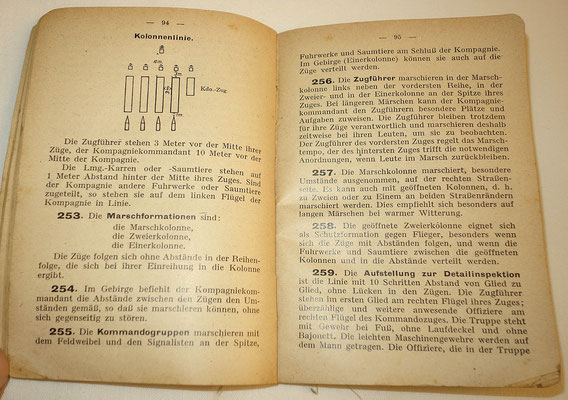 — 94 —
Kolonnenlinie.
Kdo.-Zug.
Die Zugführer stehen 3 Meter vor der Mitte ihrer
Züge, der Kompagniekommandant 10 Meter vor der
Mitte der Kompagnie.
Die Lmg.-Karren oder -Saumtiere stehen auf
1 Meter Abstand hinter der Mitte ihres Zuges. Sind
der Kompagnie andere Fuhrwerke oder Saumtiere
zugeteilt, so stehen sie auf dem linken Flügel der
Kompagnie in Linie.
253. Die Marschformationen sind:
die Marschkolonne,
die Zweierkolonne,
die Einerkolonne.
Die Züge folgen sich ohne Abstände in der Reihen-
folge, die sich bei ihrer Einreihung in die Kolonne
ergibt.
254. Im Gebirge befiehlt der Kompagniekom-
mandant die Abstände zwischen den Zügen den Um-
ständen gemäß, so daß sie marschieren können, ohne
sich gegenseitig zu stören.
255. Die Kommandogruppen marschieren mit
dem Feldweibel und den Signalisten an der Spitze,
— 95 —
Fuhrwerke und Saumtiere am Schluß der Kompagnie.
Im Gebirge (Einerkolonne) können sie auch auf die
Züge verteilt werden.
256. Die Zugführer marschieren in der Marsch-
kolonne links neben der vordersten Reihe, in der
Zweier- und in der Einerkolonne an der Spitze ihres
Zuges. Bei längeren Märschen kann der Kompagnie-
kommandant den Zugführern besondere Plätze und
Aufgaben zuweisen. Die Zugführer bleiben trotzdem
für ihre Züge verantwortlich und marschieren deshalb
zeitweise bei ihren Leuten, um sie zu beobachten.
Der Zugführer des vordersten Zuges regelt das Marsch-
tempo, der des hintersten Zuges trifft die notwendigen
Anordnungen, wenn Leute im Marsch zurückbleiben.
257. Die Marschkolonne marschiert, besondere
Umstände ausgenommen, auf der rechten Straßen-
seite. Es kann auch mit geöffneten Kolonnen, d. h.
zu Zweien oder zu Einem an beiden Straßenrändern
marschiert werden. Dies empfiehlt sich besonders auf
langen Märschen bei warmer Witterung.
258. Die geöffnete Zweierkolonne eignet sich
als Schutzformation gegen Flieger, besonders wenn
sich die Züge mit Abständen folgen, und wenn die
Fuhrwerke und Saumtiere zwischen die geöffneten
Kolonnen und in die Abstände verteilt werden.
259. Die Aufstellung zur Detailinspektion
ist die Linie mit 10 Schritten Abstand von Glied zu
Glied, ohne Lücken in den Zügen. Die Zugführer
stehen im ersten Glied am rechten Flügel ihres Zuges;
überzählige und weitere anwesende Offiziere am
rechten Flügel des Kommandozuges. Die Truppe steht
mit Gewehr bei Fuß, ohne Laufdeckel und ohne
Bajonett. Die leichten Maschinengewehre werden auf
dem Mann getragen. Die Offiziere, die in der Truppe